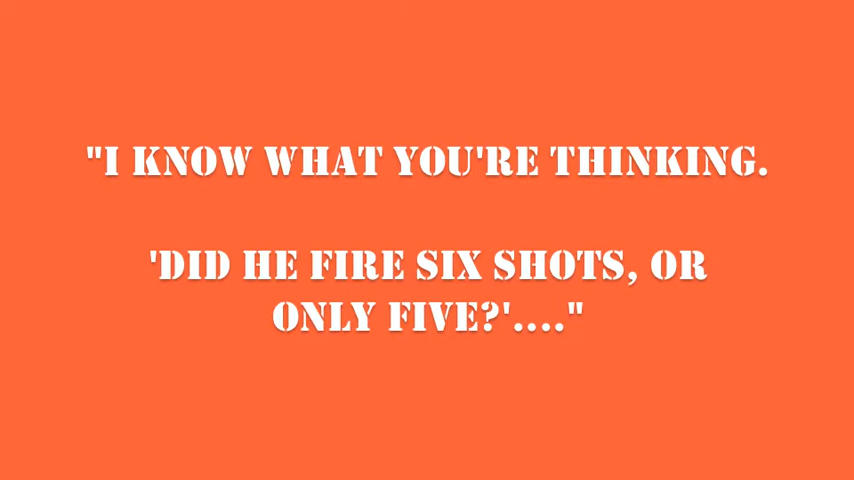 "I KNOW WHAT YOU'RE THINKING.
'DID HE FIRE SIX SHOTS, OR
ONLY FIVE?'...."